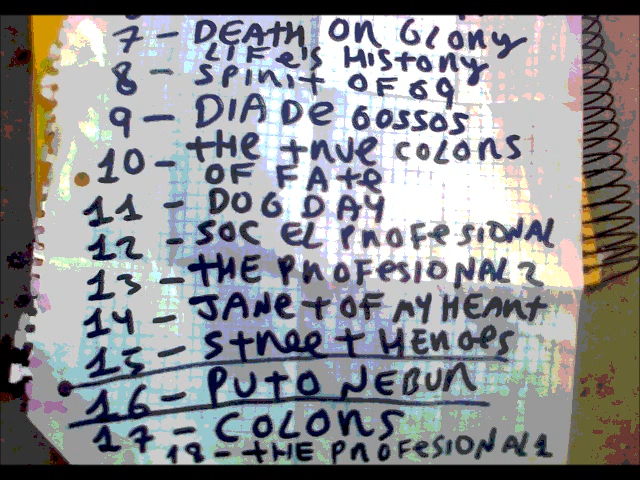 7 - DEATH OR GLORY
LIFE'S HISTORY
8 - SPIRIT OF 69
9 - DIA DE GOSSOS
10 - THE TRUE COLORS
OF FATE
11 - DOG DAY
12 - SOC EL PROFESIONAL
13 - THE PROFESIONAL 2
14 - JANET OF MY HEART
15 - STREET HEROES
16 - PUTO NEBUR
17 - COLORS
18 - THE PROFESIONAL 1